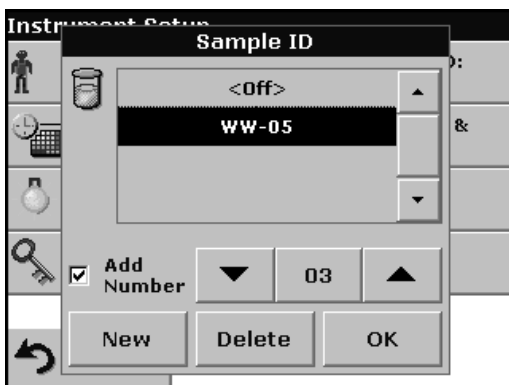 Sample ID
:
<Off>
WW-05
&
Add
Number
03
New
Delete
OK